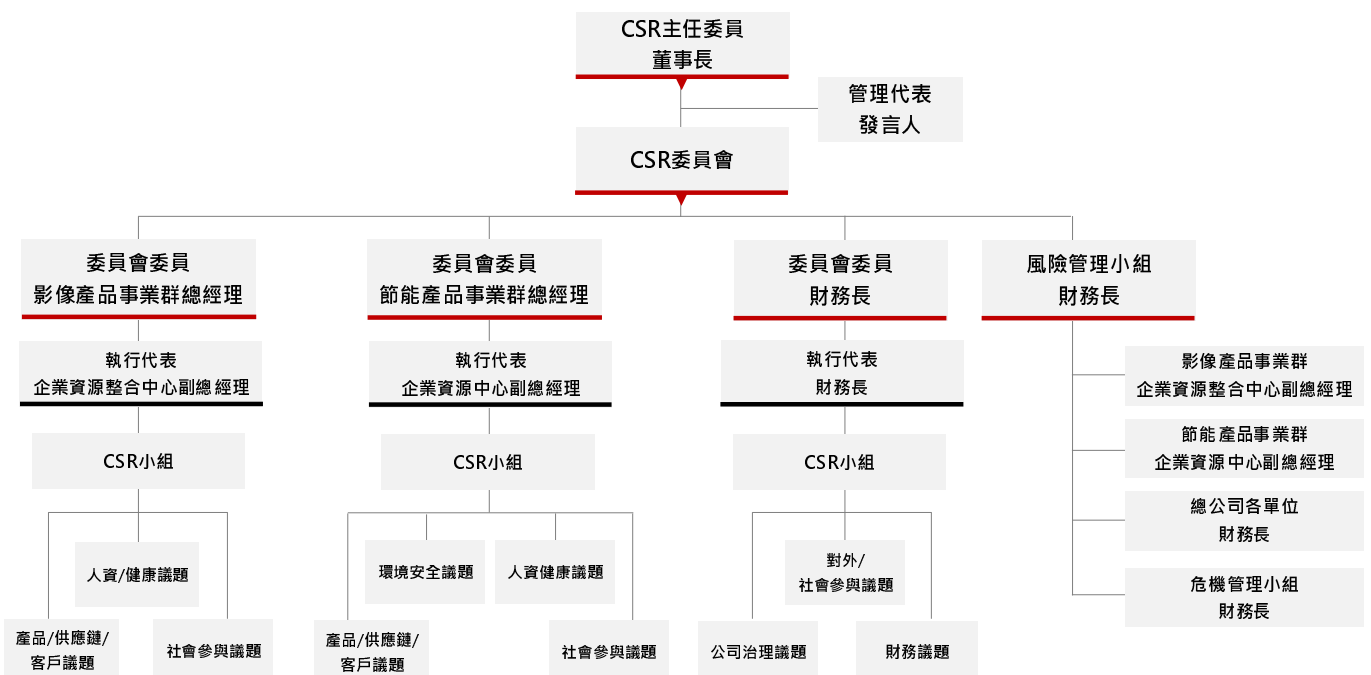 CSR主任委員
董事長
管理代表
發言人
CSR委員會
委員會委員
影像產品事業群總經理
委員會委員
節能產品事業群總經理
委員會委員
財務長
風險管理小組
財務長
執行代表
企業資源整合中心副總經理
執行代表
企業資源中心副總經理
執行代表
財務長
影像產品事業群
企業資源整合中心副總經理
節能產品事業群
企業資源中心副總經理
總公司各單位
財務長
危機管理小組
財務長
CSR小組
CSR小組
CSR小組
人資/健康議題
產品/供應鏈/
客戶議題
社會參與議題
環境安全議題
人資健康議題
產品/供應鏈/
客戶議題
社會參與議題
對外/
社會參與議題
公司治理議題
財務議題